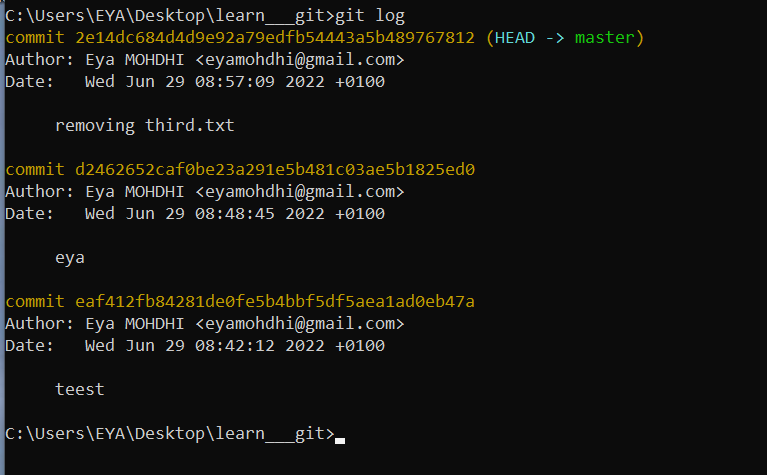 C:\Users\EYA\Desktop\learn___git>git log
commit 2e14dc684d4d9e92a79edfb54443a5b489767812 (HEAD -> master)
Author: Eya MOHDHI <eyamohdhi@gmail.com>
Date:   Wed Jun 29 08:57:09 2022 +0100
removing third.txt
commit d2462652caf0be23a291e5b481c03ae5b1825ed0
Author: Eya MOHDHI <eyamohdhi@gmail.com>
Date:   Wed Jun 29 08:48:45 2022 +0100
eya
commit eaf412fb84281de0fe5b4bbf5df5aea1ad0eb47a
Author: Eya MOHDHI <eyamohdhi@gmail.com>
Date:   Wed Jun 29 08:42:12 2022 +0100
teest
C:\Users\EYA\Desktop\learn___git>